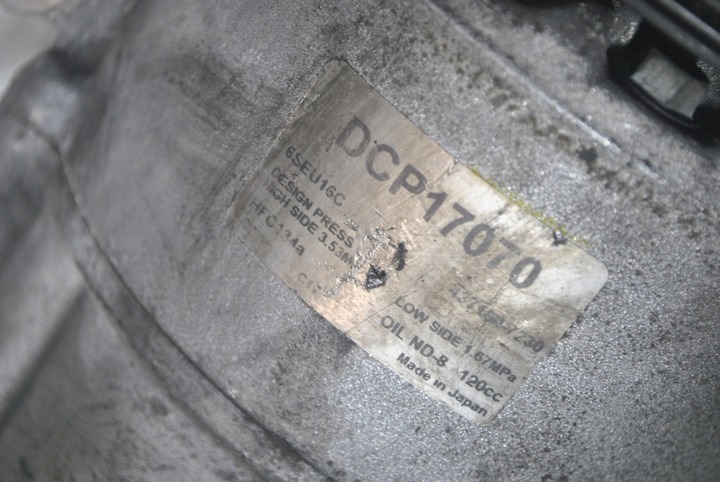 DCP17070
6SEU16C
DESIGN PRESS
HIGH SIDE 3.53M
LOW SIDE 1.67MPa
HFC134a
OIL ND-8 120cc
Made in Japan